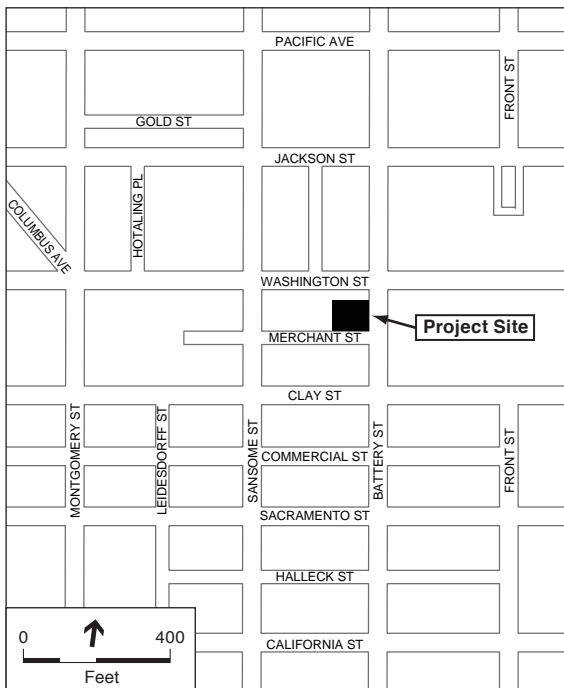 PACIFIC AVE
FRONT ST
GOLD ST
JACKSON ST
HOTALING PL
COLUMBUS AVE
WASHINGTON ST
Project Site
MERCHANT ST
CLAY ST
MONTGOMERY ST
LEIDESDORFF ST
SANSOME ST
BATTERY ST
FRONT ST
COMMERCIAL ST
SACRAMENTO ST
HALLECK ST
CALIFORNIA ST
0 400
Feet